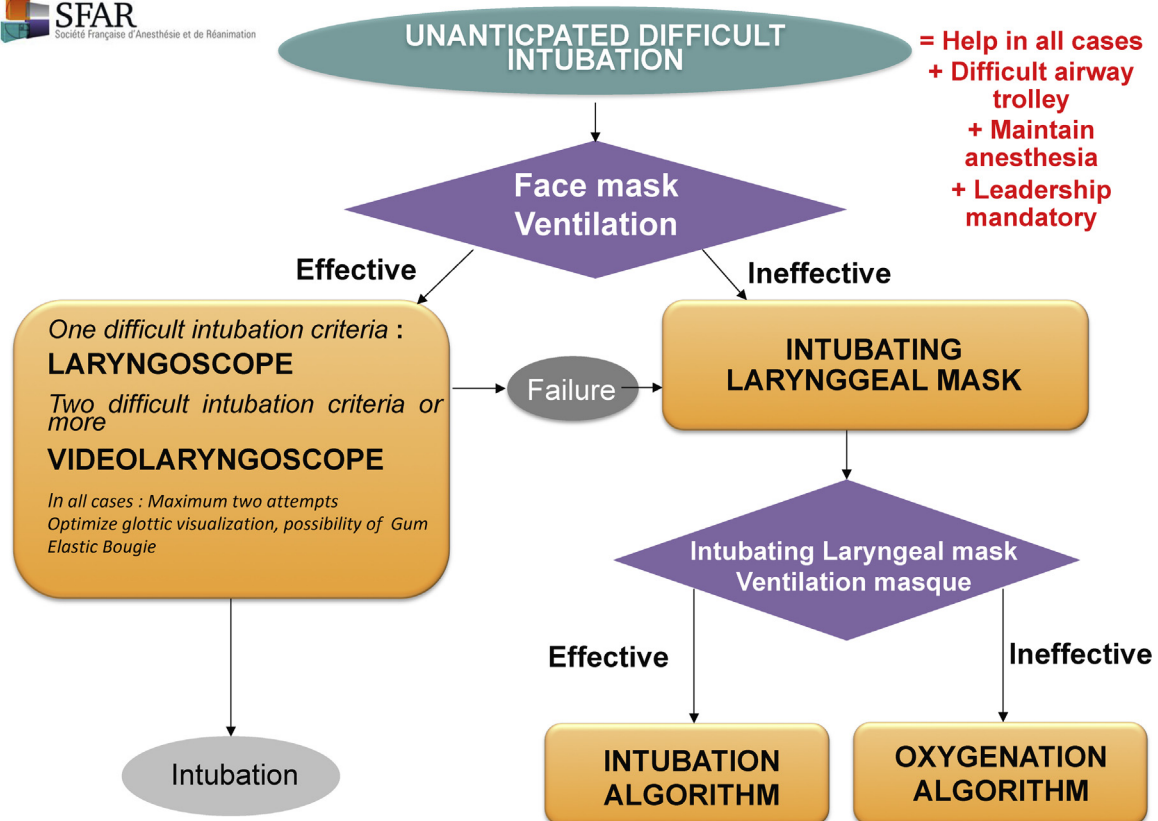 SFAR
Société Française d'Anesthésie et de Réanimation
UNANTICPATED DIFFICULT
INTUBATION
= Help in all cases
+ Difficult airway
trolley
+ Maintain
anesthesia
+ Leadership
mandatory
Face mask
Ventilation
Effective
Ineffective
One difficult intubation criteria :
LARYNGOSCOPE
Two difficult intubation criteria or
more
VIDEOLARYNGOSCOPE
In all cases : Maximum two attempts
Optimize glottic visualization, possibility of Gum
Elastic Bougie
Failure
INTUBATING
LARYNGGEAL MASK
Intubating Laryngeal mask
Ventilation masque
Effective
Ineffective
Intubation
INTUBATION
ALGORITHM
OXYGENATION
ALGORITHM